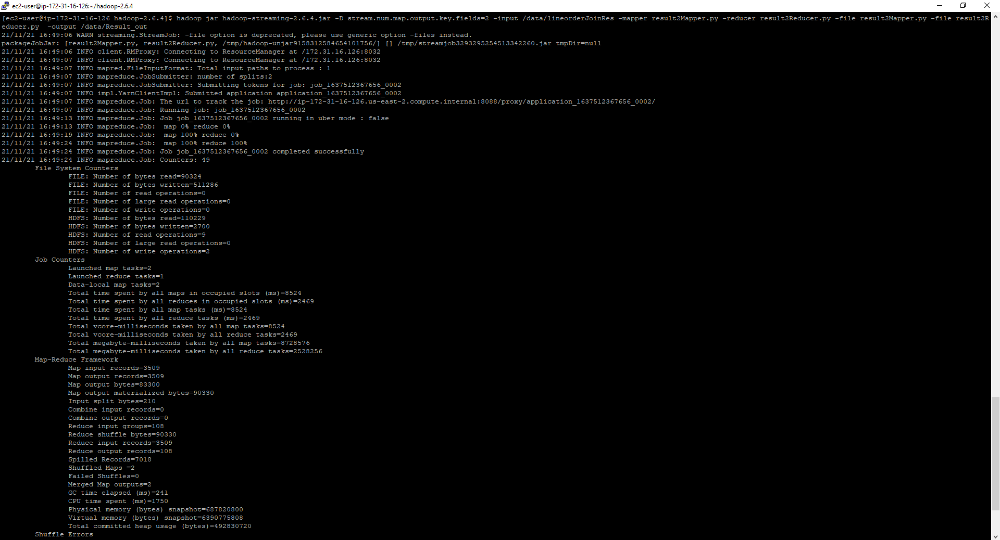 ec2-user@ip-172-31-16-126:~/hadoop-2.6.4
[ec2-user@ip-172-31-16-126 hadoop-2.6.4]$ hadoop jar hadoop-streaming-2.6.4.jar -D stream.num.map.output.key.fields=2 -input /data/lineorderJoinRes -mapper result2Mapper.py -reducer result2Reducer.py -file result2Mapper.py -file result2R
educer.py  -output /data/Result_out
21/11/21 16:49:06 WARN streaming.StreamJob: -file option is deprecated, please use generic option -files instead.
packageJobJar: [result2Mapper.py, result2Reducer.py, /tmp/hadoop-unjar9158312584654101756/] [] /tmp/streamjob3293295254513342260.jar tmpDir=null
21/11/21 16:49:06 INFO client.RMProxy: Connecting to ResourceManager at /172.31.16.126:8032
21/11/21 16:49:07 INFO client.RMProxy: Connecting to ResourceManager at /172.31.16.126:8032
21/11/21 16:49:07 INFO mapred.FileInputFormat: Total input paths to process : 1
21/11/21 16:49:07 INFO mapreduce.JobSubmitter: number of splits:2
21/11/21 16:49:07 INFO mapreduce.JobSubmitter: Submitting tokens for job: job_1637512367656_0002
21/11/21 16:49:07 INFO impl.YarnClientImpl: Submitted application application_1637512367656_0002
21/11/21 16:49:07 INFO mapreduce.Job: The url to track the job: http://ip-172-31-16-126.us-east-2.compute.internal:8088/proxy/application_1637512367656_0002/
21/11/21 16:49:07 INFO mapreduce.Job: Running job: job_1637512367656_0002
21/11/21 16:49:13 INFO mapreduce.Job: Job job_1637512367656_0002 running in uber mode : false
21/11/21 16:49:13 INFO mapreduce.Job:  map 0% reduce 0%
21/11/21 16:49:19 INFO mapreduce.Job:  map 100% reduce 0%
21/11/21 16:49:24 INFO mapreduce.Job:  map 100% reduce 100%
21/11/21 16:49:24 INFO mapreduce.Job: Job job_1637512367656_0002 completed successfully
21/11/21 16:49:24 INFO mapreduce.Job: Counters: 49
File System Counters
FILE: Number of bytes read=90324
FILE: Number of bytes written=511286
FILE: Number of read operations=0
FILE: Number of large read operations=0
FILE: Number of write operations=0
HDFS: Number of bytes read=110229
HDFS: Number of bytes written=2700
HDFS: Number of read operations=9
HDFS: Number of large read operations=0
HDFS: Number of write operations=2
Job Counters
Launched map tasks=2
Launched reduce tasks=1
Data-local map tasks=2
Total time spent by all maps in occupied slots (ms)=8524
Total time spent by all reduces in occupied slots (ms)=2469
Total time spent by all map tasks (ms)=8524
Total time spent by all reduce tasks (ms)=2469
Total vcore-milliseconds taken by all map tasks=8524
Total vcore-milliseconds taken by all reduce tasks=2469
Total megabyte-milliseconds taken by all map tasks=8728576
Total megabyte-milliseconds taken by all reduce tasks=2528256
Map-Reduce Framework
Map input records=3509
Map output records=3509
Map output bytes=83300
Map output materialized bytes=90330
Input split bytes=210
Combine input records=0
Combine output records=0
Reduce input groups=108
Reduce shuffle bytes=90330
Reduce input records=3509
Reduce output records=108
Spilled Records=7018
Shuffled Maps =2
Failed Shuffles=0
Merged Map outputs=2
GC time elapsed (ms)=241
CPU time spent (ms)=1750
Physical memory (bytes) snapshot=687820800
Virtual memory (bytes) snapshot=6390775808
Total committed heap usage (bytes)=492830720
Shuffle Errors